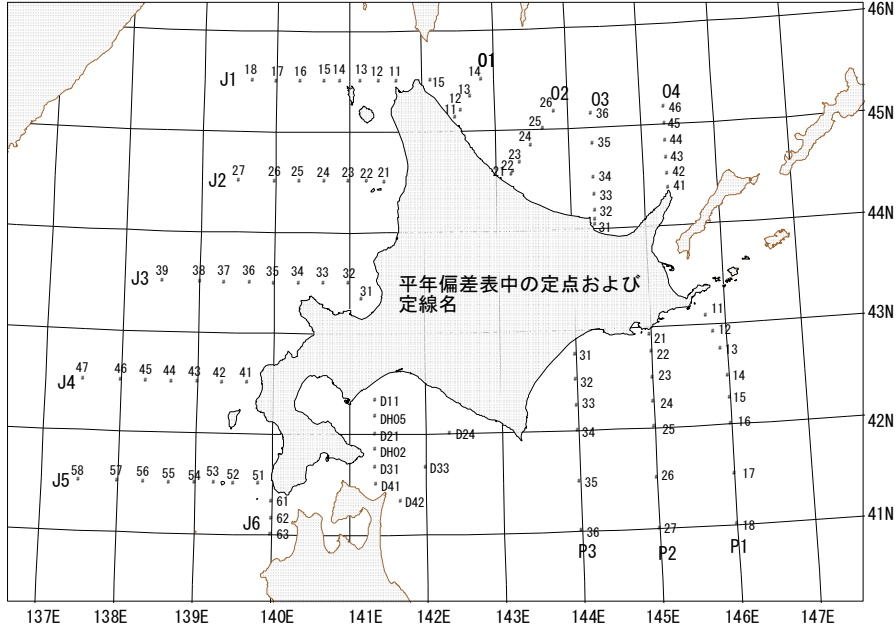 46N
O1
J1 18 17 16 15 14 13 12 11 15 14
13
12
11
O2 O3 O4
26 36 46
25 45
45N
24 35 44
23 43
22 42
21 34 41
J2 27 26 25 24 23 22 21
33
32
31
44N
J3 39 38 37 36 35 34 33 32
31
平年偏差表中の定点および
定線名
11
43N
12
21
22 13
31
J4 47 46 45 44 43 42 41
32 23 14
D11 33 24 15
DH05 16
42N
D21 D24 34 25
DH02
D31 D33
J5 58 57 56 55 54 53 52 51
D41 35 26 17
61 D42
J6 62
41N
63 36 27 18
P3 P2 P1
137E 138E 139E 140E 141E 142E 143E 144E 145E 146E 147E